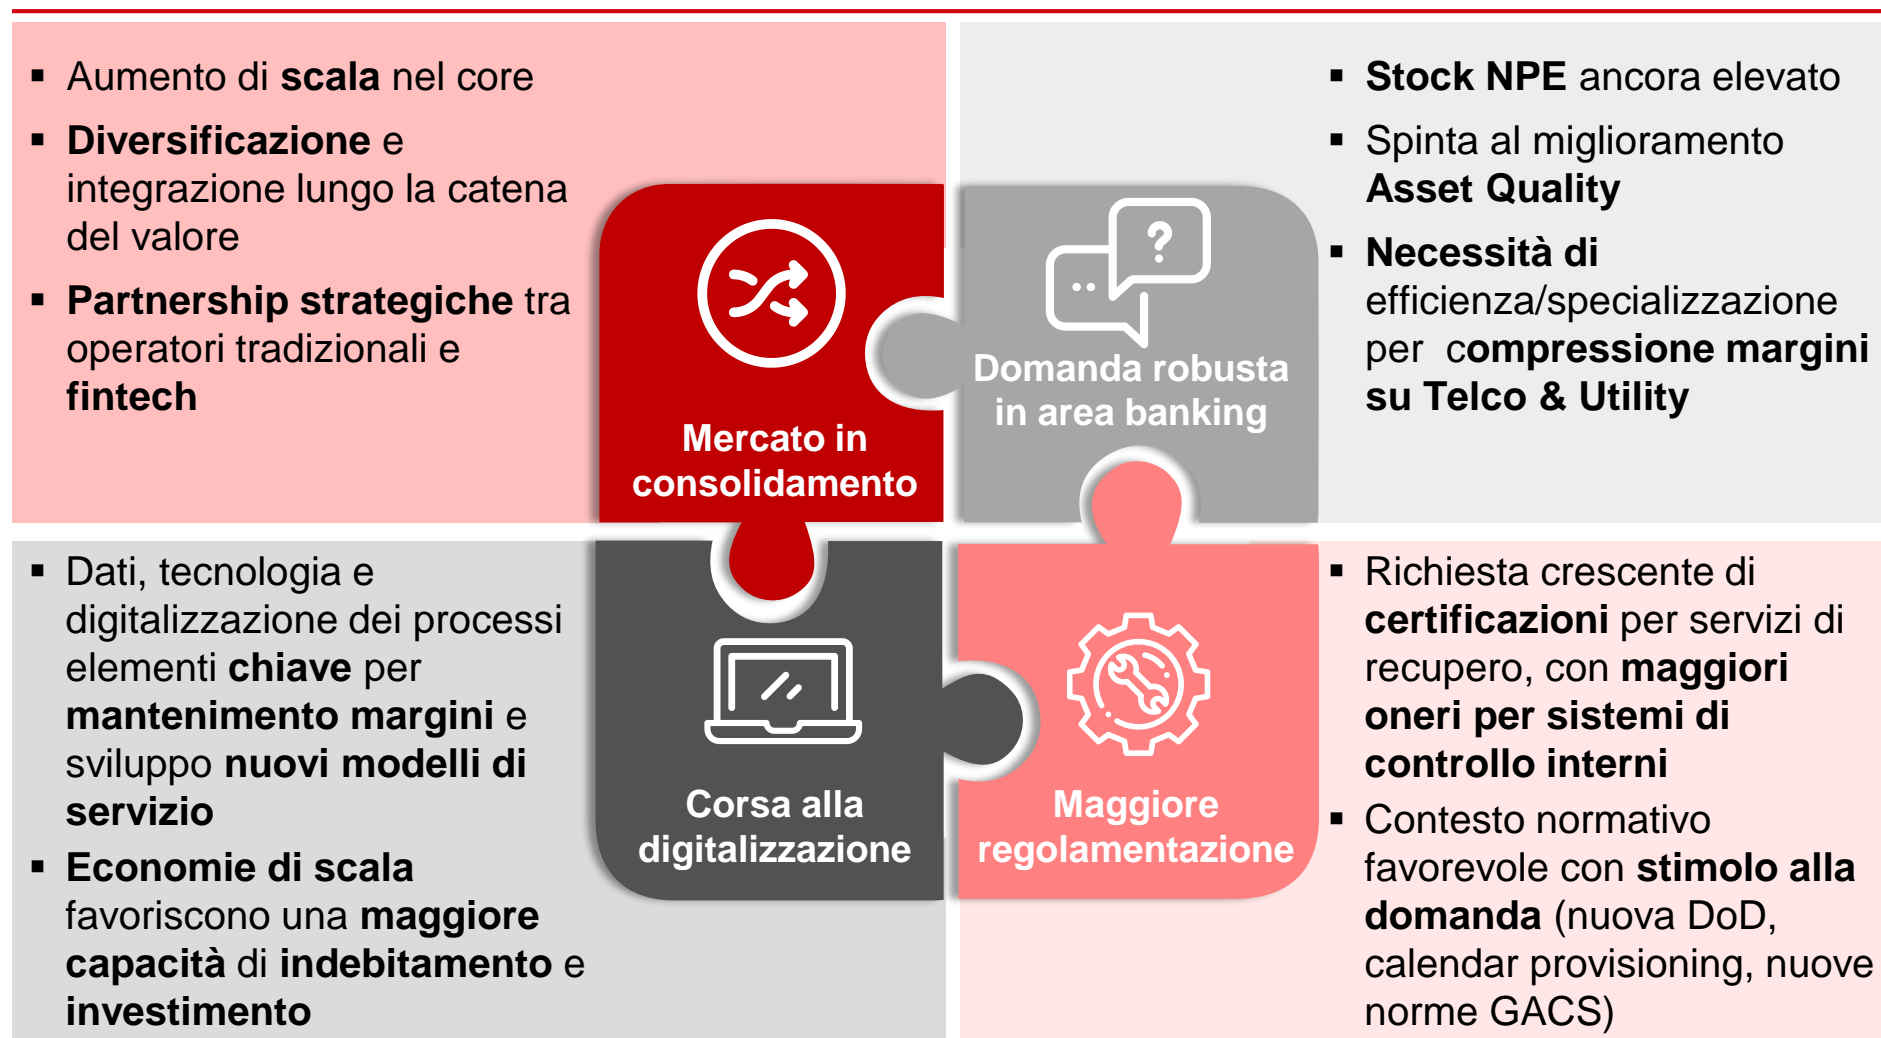 ▪ Aumento di scala nel core
▪ Diversificazione e
integrazione lungo la catena
del valore
▪ Partnership strategiche tra
operatori tradizionali e
fintech
Mercato in
consolidamento
▪ Stock NPE ancora elevato
▪ Spinta al miglioramento
Asset Quality
▪ Necessità di
efficienza/specializzazione
per compressione margini
su Telco & Utility
?
Domanda robusta
in area banking
▪ Dati, tecnologia e
digitalizzazione dei processi
elementi chiave per
mantenimento margini e
sviluppo nuovi modelli di
servizio
▪ Economie di scala
favoriscono una maggiore
capacità di indebitamento e
investimento
Corsa alla
digitalizzazione
Maggiore
regolamentazione
▪ Richiesta crescente di
certificazioni per servizi di
recupero, con maggiori
oneri per sistemi di
controllo interni
▪ Contesto normativo
favorevole con stimolo alla
domanda (nuova DoD,
calendar provisioning, nuove
norme GACS)